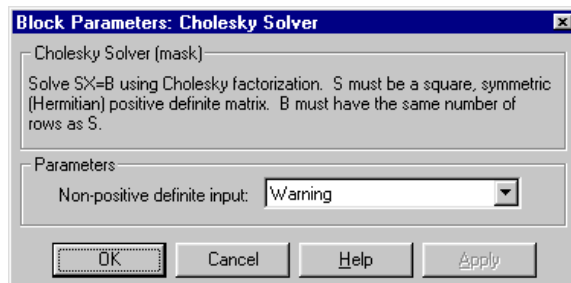 Block Parameters: Cholesky Solver
Cholesky Solver (mask)
Solve SX=B using Cholesky factorization. S must be a square, symmetric
(Hermitian) positive definite matrix. B must have the same number of
rows as S.
Parameters
Non-positive definite input: Warning
OK Cancel Help Apply